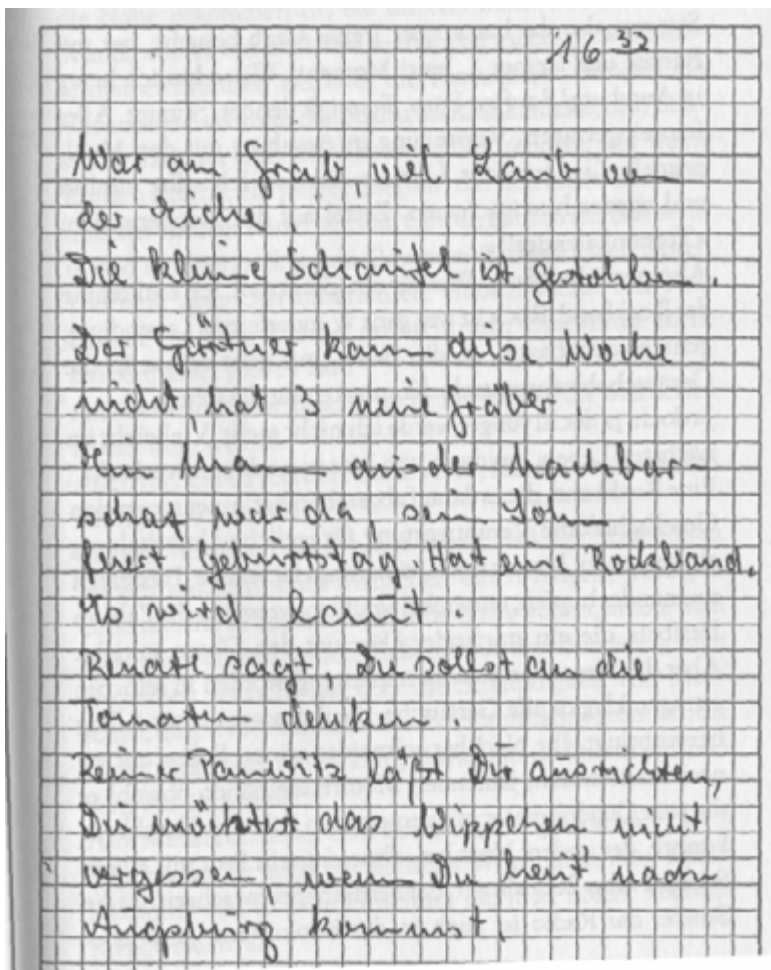 16 32
War am Grab, viel Laub von
der Eiche.
Die kleine Schaufel ist gestohlen.
Der Gärtner kann diese Woche
nicht, hat 3 neue Gräber.
Ein Mann aus der Nachbar-
schaf war da, sein Sohn
feiert Geburtstag. Hat eine Rockband.
Es wird laut.
Renate sagt, Du sollst an die
Tomaten denken.
Reiner Panwitz läßt Dir ausrichten,
Du möchtest das Wippchen nicht
vergessen, wenn Du heut' nach
Augsburg kommst.